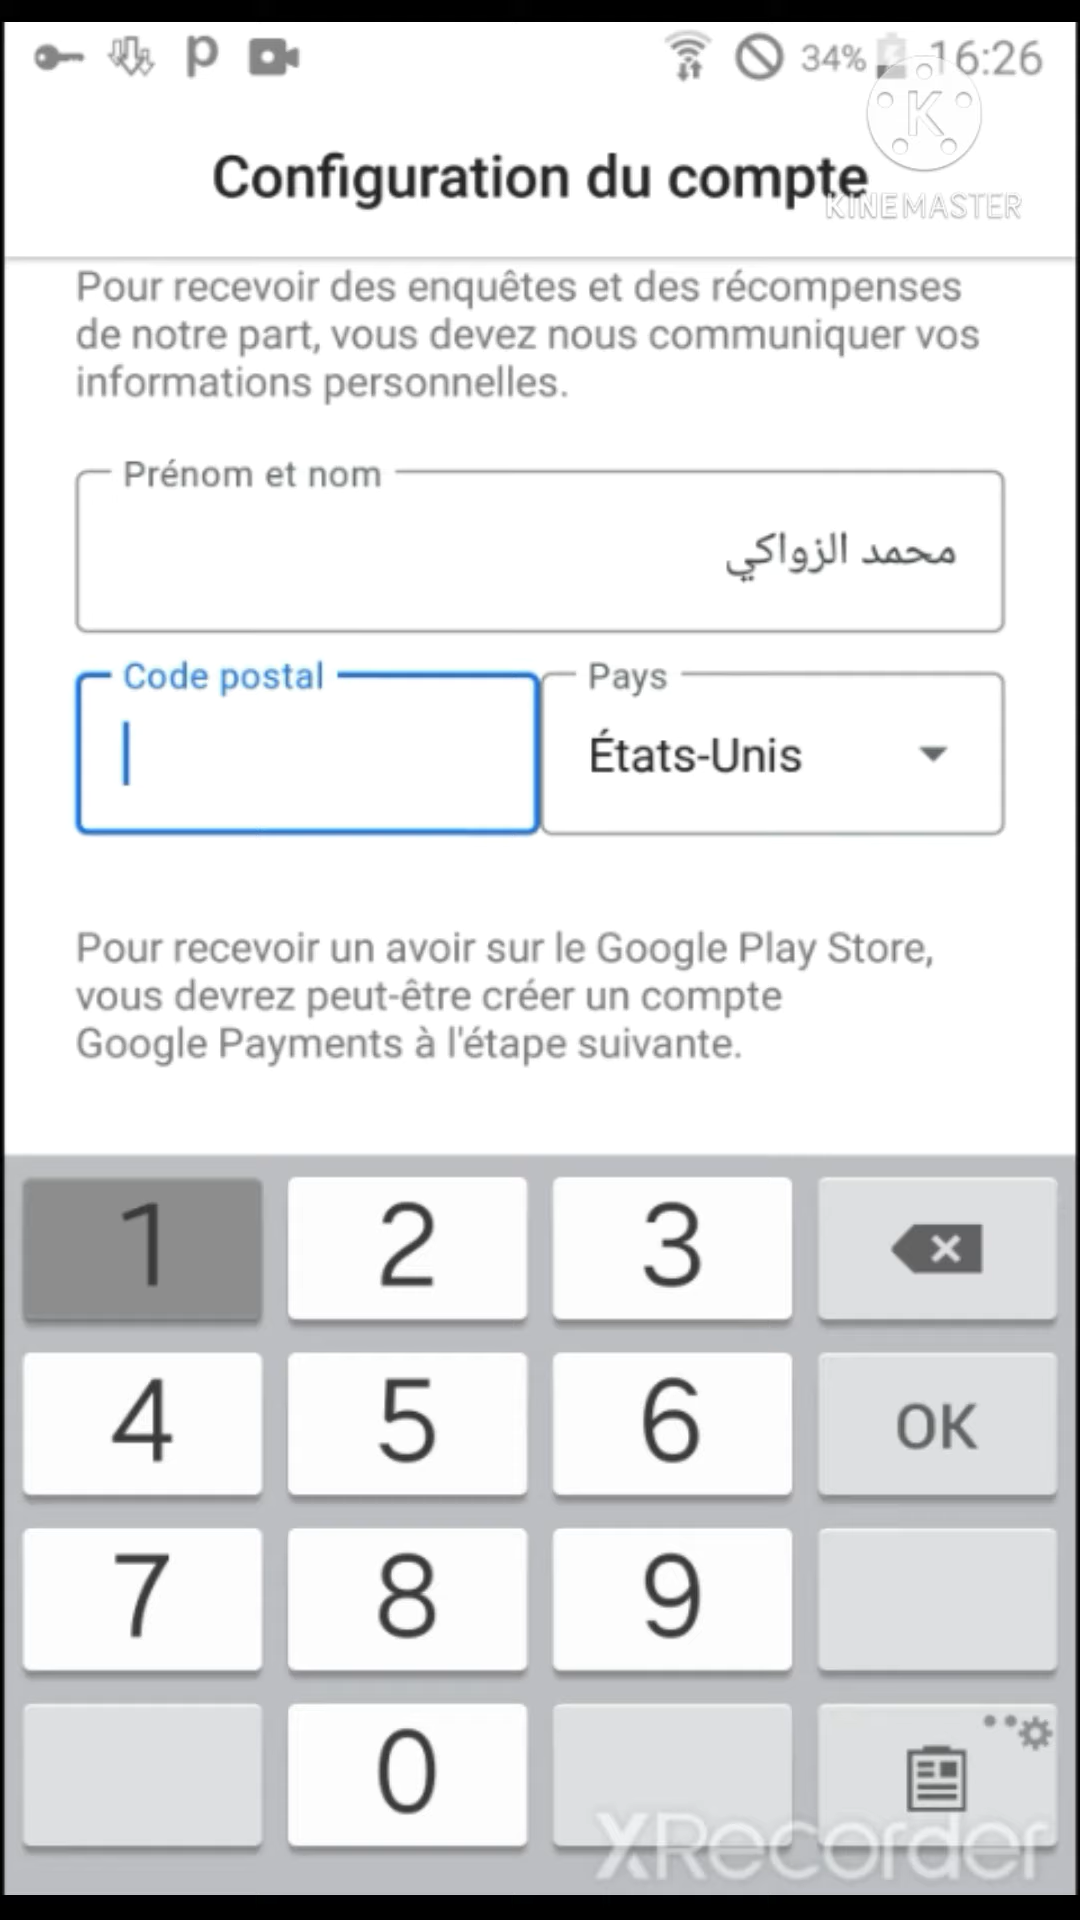 34% 16:26
K
KINEMASTER
Configuration du compte
Pour recevoir des enquêtes et des récompenses
de notre part, vous devez nous communiquer vos
informations personnelles.
Prénom et nom
محمد الزواكي
Code postal
Pays
États-Unis
Pour recevoir un avoir sur le Google Play Store,
vous devrez peut-être créer un compte
Google Payments à l'étape suivante.
1 2 3
4 5 6 OK
7 8 9
0
XRecorder